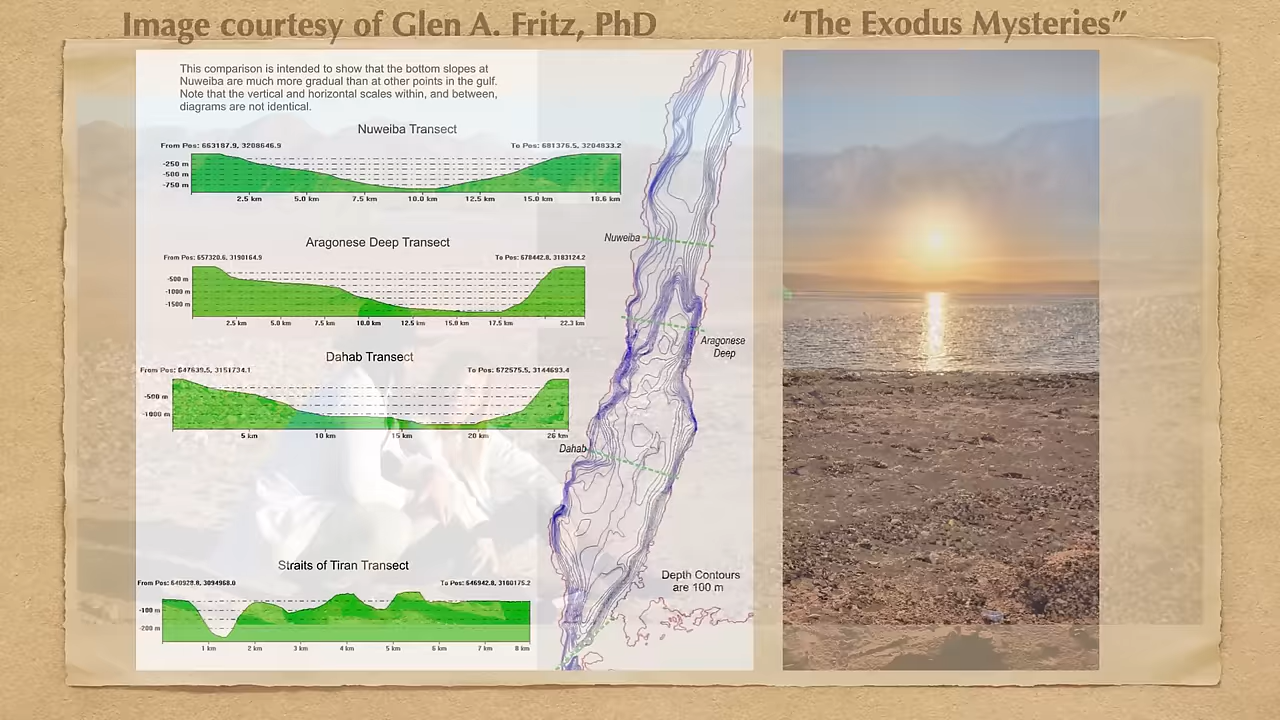 Image courtesy of Glen A. Fritz, PhD
“The Exodus Mysteries”
This comparison is intended to show that the bottom slopes at
Nuweiba are much more gradual than at other points in the gulf.
Note that the vertical and horizontal scales within, and between,
diagrams are not identical.
Nuweiba Transect
From Pos: 663187.9, 3208646.9
To Pos: 681376.5, 3204833.2
-250 m
-500 m
-750 m
2.5 km 5.0 km 7.5 km 10.0 km 12.5 km 15.0 km 18.6 km
Nuweiba
Aragonese Deep Transect
From Pos: 657320.6, 3190164.9
To Pos: 678442.8, 3183124.2
-500 m
-1000 m
-1500 m
2.5 km 5.0 km 7.5 km 10.0 km 12.5 km 15.0 km 17.5 km 22.3 km
Aragonese
Deep
Dahab Transect
From Pos: 647639.5, 3151734.1
To Pos: 672575.5, 3144693.4
-500 m
-1000 m
5 km 10 km 15 km 20 km 26 km
Dahab
Straits of Tiran Transect
From Pos: 640928.8, 3094968.0
To Pos: 646942.8, 3100175.2
-100 m
-200 m
1 km 2 km 3 km 4 km 5 km 6 km 7 km 8 km
Depth Contours
are 100 m